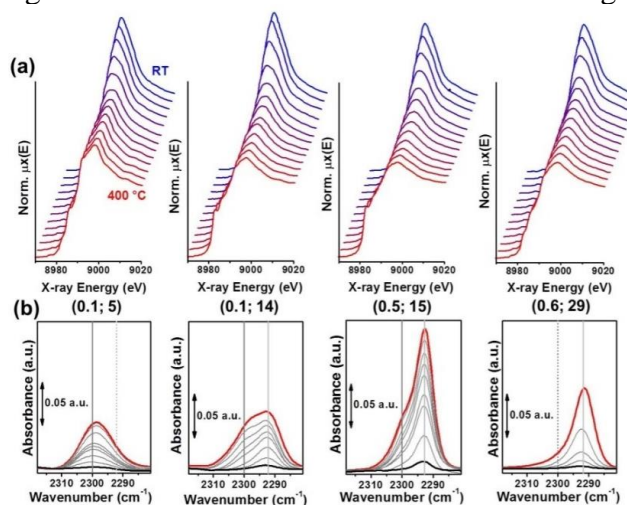 (a)
RT
400 °C
Norm. μx(E)
Norm. μx(E)
Norm. μx(E)
Norm. μx(E)
8980 9000 9020
8980 9000 9020
8980 9000 9020
8980 9000 9020
X-ray Energy (eV)
X-ray Energy (eV)
X-ray Energy (eV)
X-ray Energy (eV)
(b)
(0.1; 5)
(0.1; 14)
(0.5; 15)
(0.6; 29)
Absorbance (a.u.)
0.05 a.u.
Absorbance (a.u.)
0.05 a.u.
Absorbance (a.u.)
0.05 a.u.
Absorbance (a.u.)
0.05 a.u.
2310 2300 2290
2310 2300 2290
2310 2300 2290
2310 2300 2290
Wavenumber (cm⁻¹)
Wavenumber (cm⁻¹)
Wavenumber (cm⁻¹)
Wavenumber (cm⁻¹)